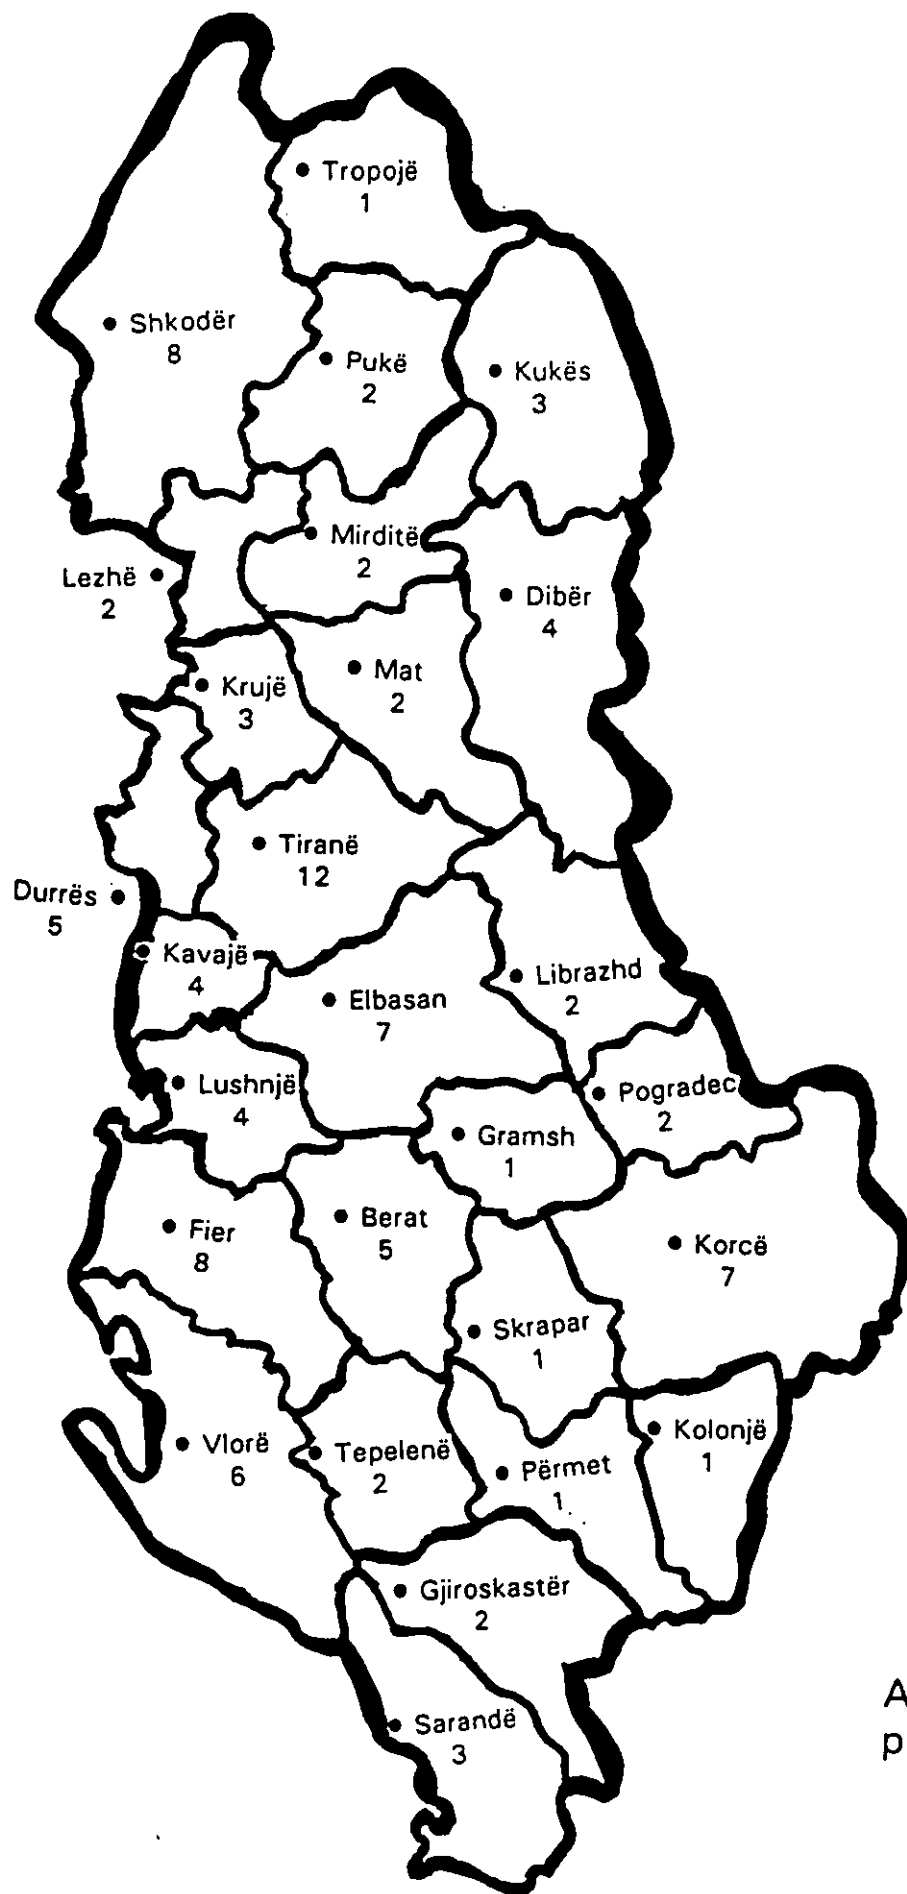 Tropojë
1
Shkodër
8
Pukë
2
Kukës
3
Mirditë
2
Lezhë
2
Dibër
4
Mat
2
Krujë
3
Tiranë
12
Durrës
5
Kavajë
4
Librazhd
2
Elbasan
7
Lushnjë
4
Pogradec
2
Gramsh
1
Berat
5
Fier
8
Korcë
7
Skrapar
1
Kolonjë
1
Vlorë
6
Tepelenë
2
Përmet
1
Gjiroskastër
2
Sarandë
3
A
p